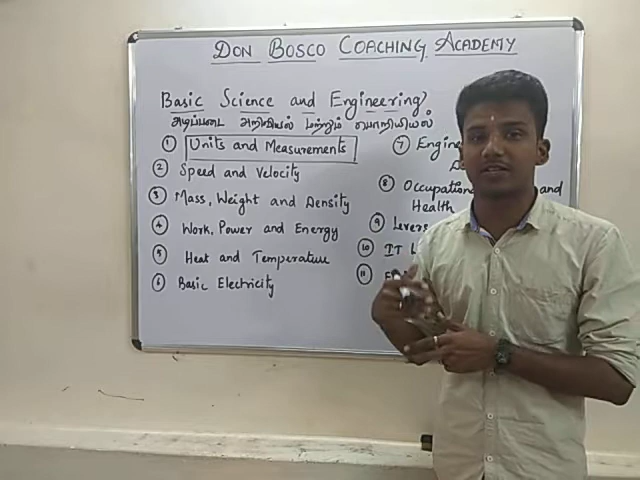 DON BOSCO COACHING ACADEMY
Basic Science and Engineering
அடிப்படை அறிவியல் மற்றும் பொறியியல்
1 Units and Measurements
2 Speed and Velocity
3 Mass, Weight and Density
4 Work, Power and Energy
5 Heat and Temperature
6 Basic Electricity
7
8 and
Health
9 Levers
10 IT
11